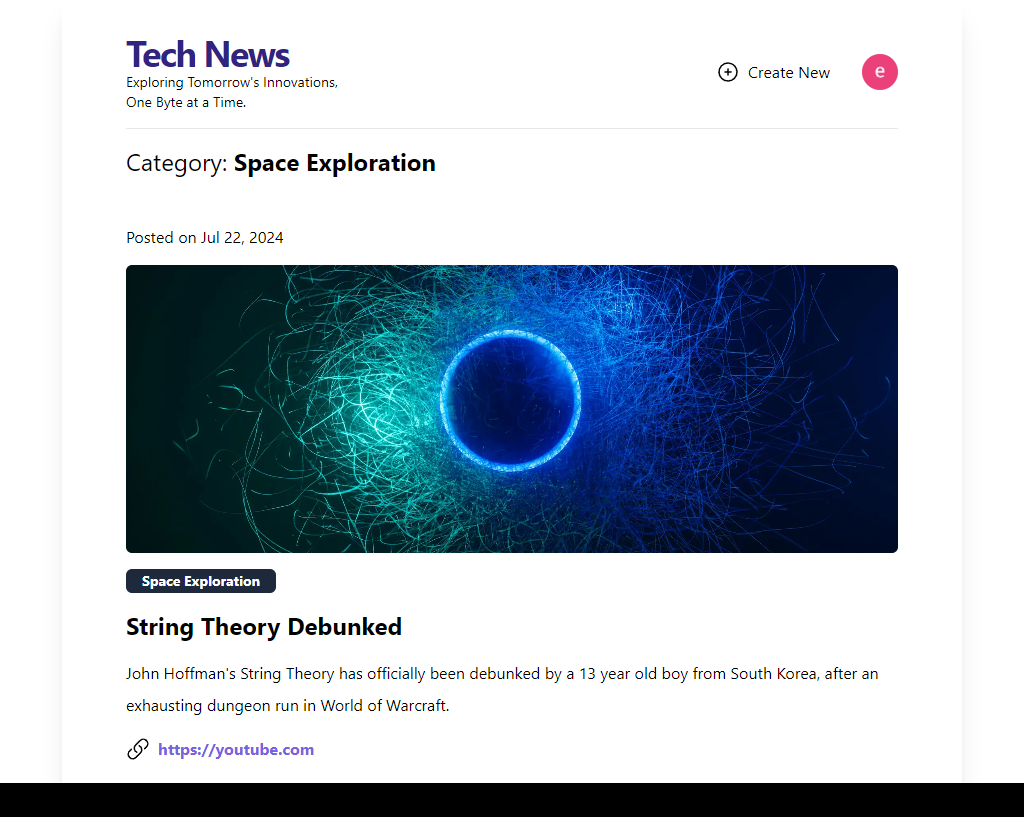 Tech News
Exploring Tomorrow's Innovations,
One Byte at a Time.
Create New
e
Category: Space Exploration
Posted on Jul 22, 2024
Space Exploration
String Theory Debunked
John Hoffman's String Theory has officially been debunked by a 13 year old boy from South Korea, after an
exhausting dungeon run in World of Warcraft.
https://youtube.com